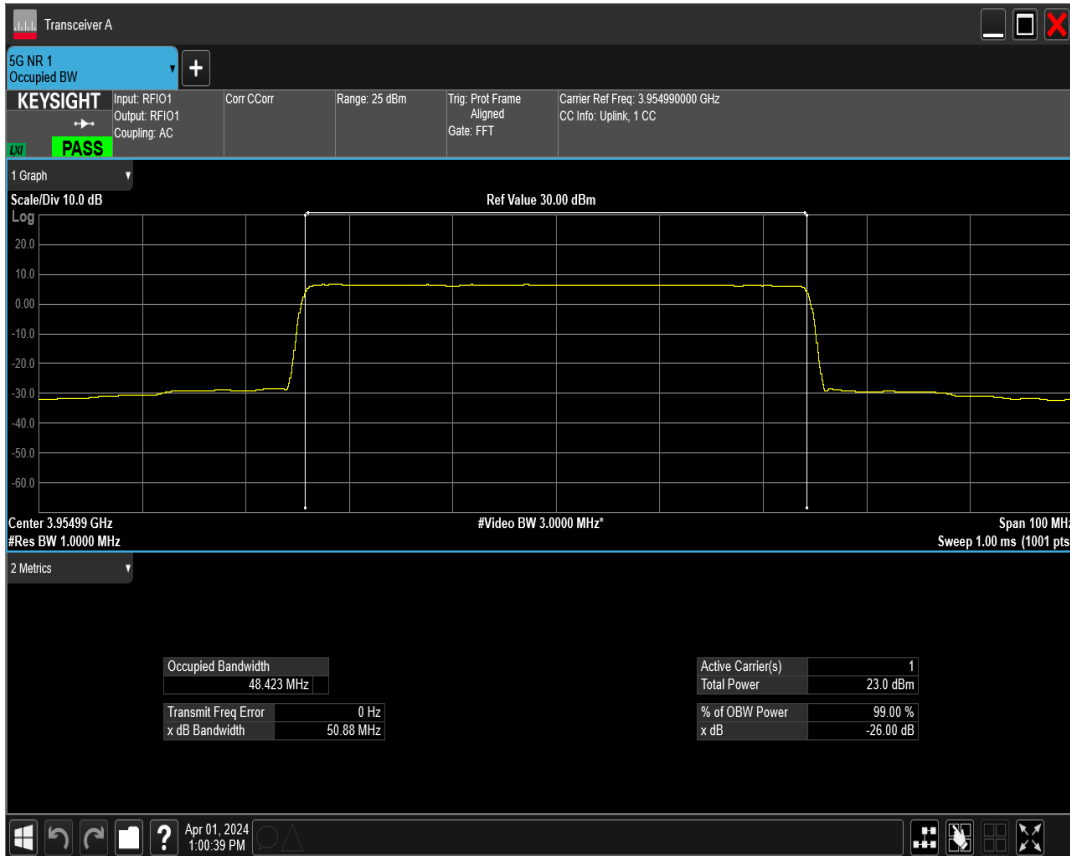 Transceiver A
5G NR 1
Occupied BW
KEYSIGHT
LXI
PASS
Input: RFIO1
Output: RFIO1
Coupling: AC
Corr CCorr
Range: 25 dBm
Trig: Prot Frame
Aligned
Gate: FFT
Carrier Ref Freq: 3.954990000 GHz
CC Info: Uplink, 1 CC
1 Graph
Scale/Div 10.0 dB
Ref Value 30.00 dBm
Log
20.0
10.0
0.00
-10.0
-20.0
-30.0
-40.0
-50.0
-60.0
Center 3.95499 GHz
#Video BW 3.0000 MHz*
Span 100 MHz
#Res BW 1.0000 MHz
Sweep 1.00 ms (1001 pts
2 Metrics
Occupied Bandwidth
48.423 MHz
Transmit Freq Error 0 Hz
x dB Bandwidth 50.88 MHz
Active Carrier(s) 1
Total Power 23.0 dBm
% of OBW Power 99.00 %
x dB -26.00 dB
?
Apr 01, 2024
1:00:39 PM